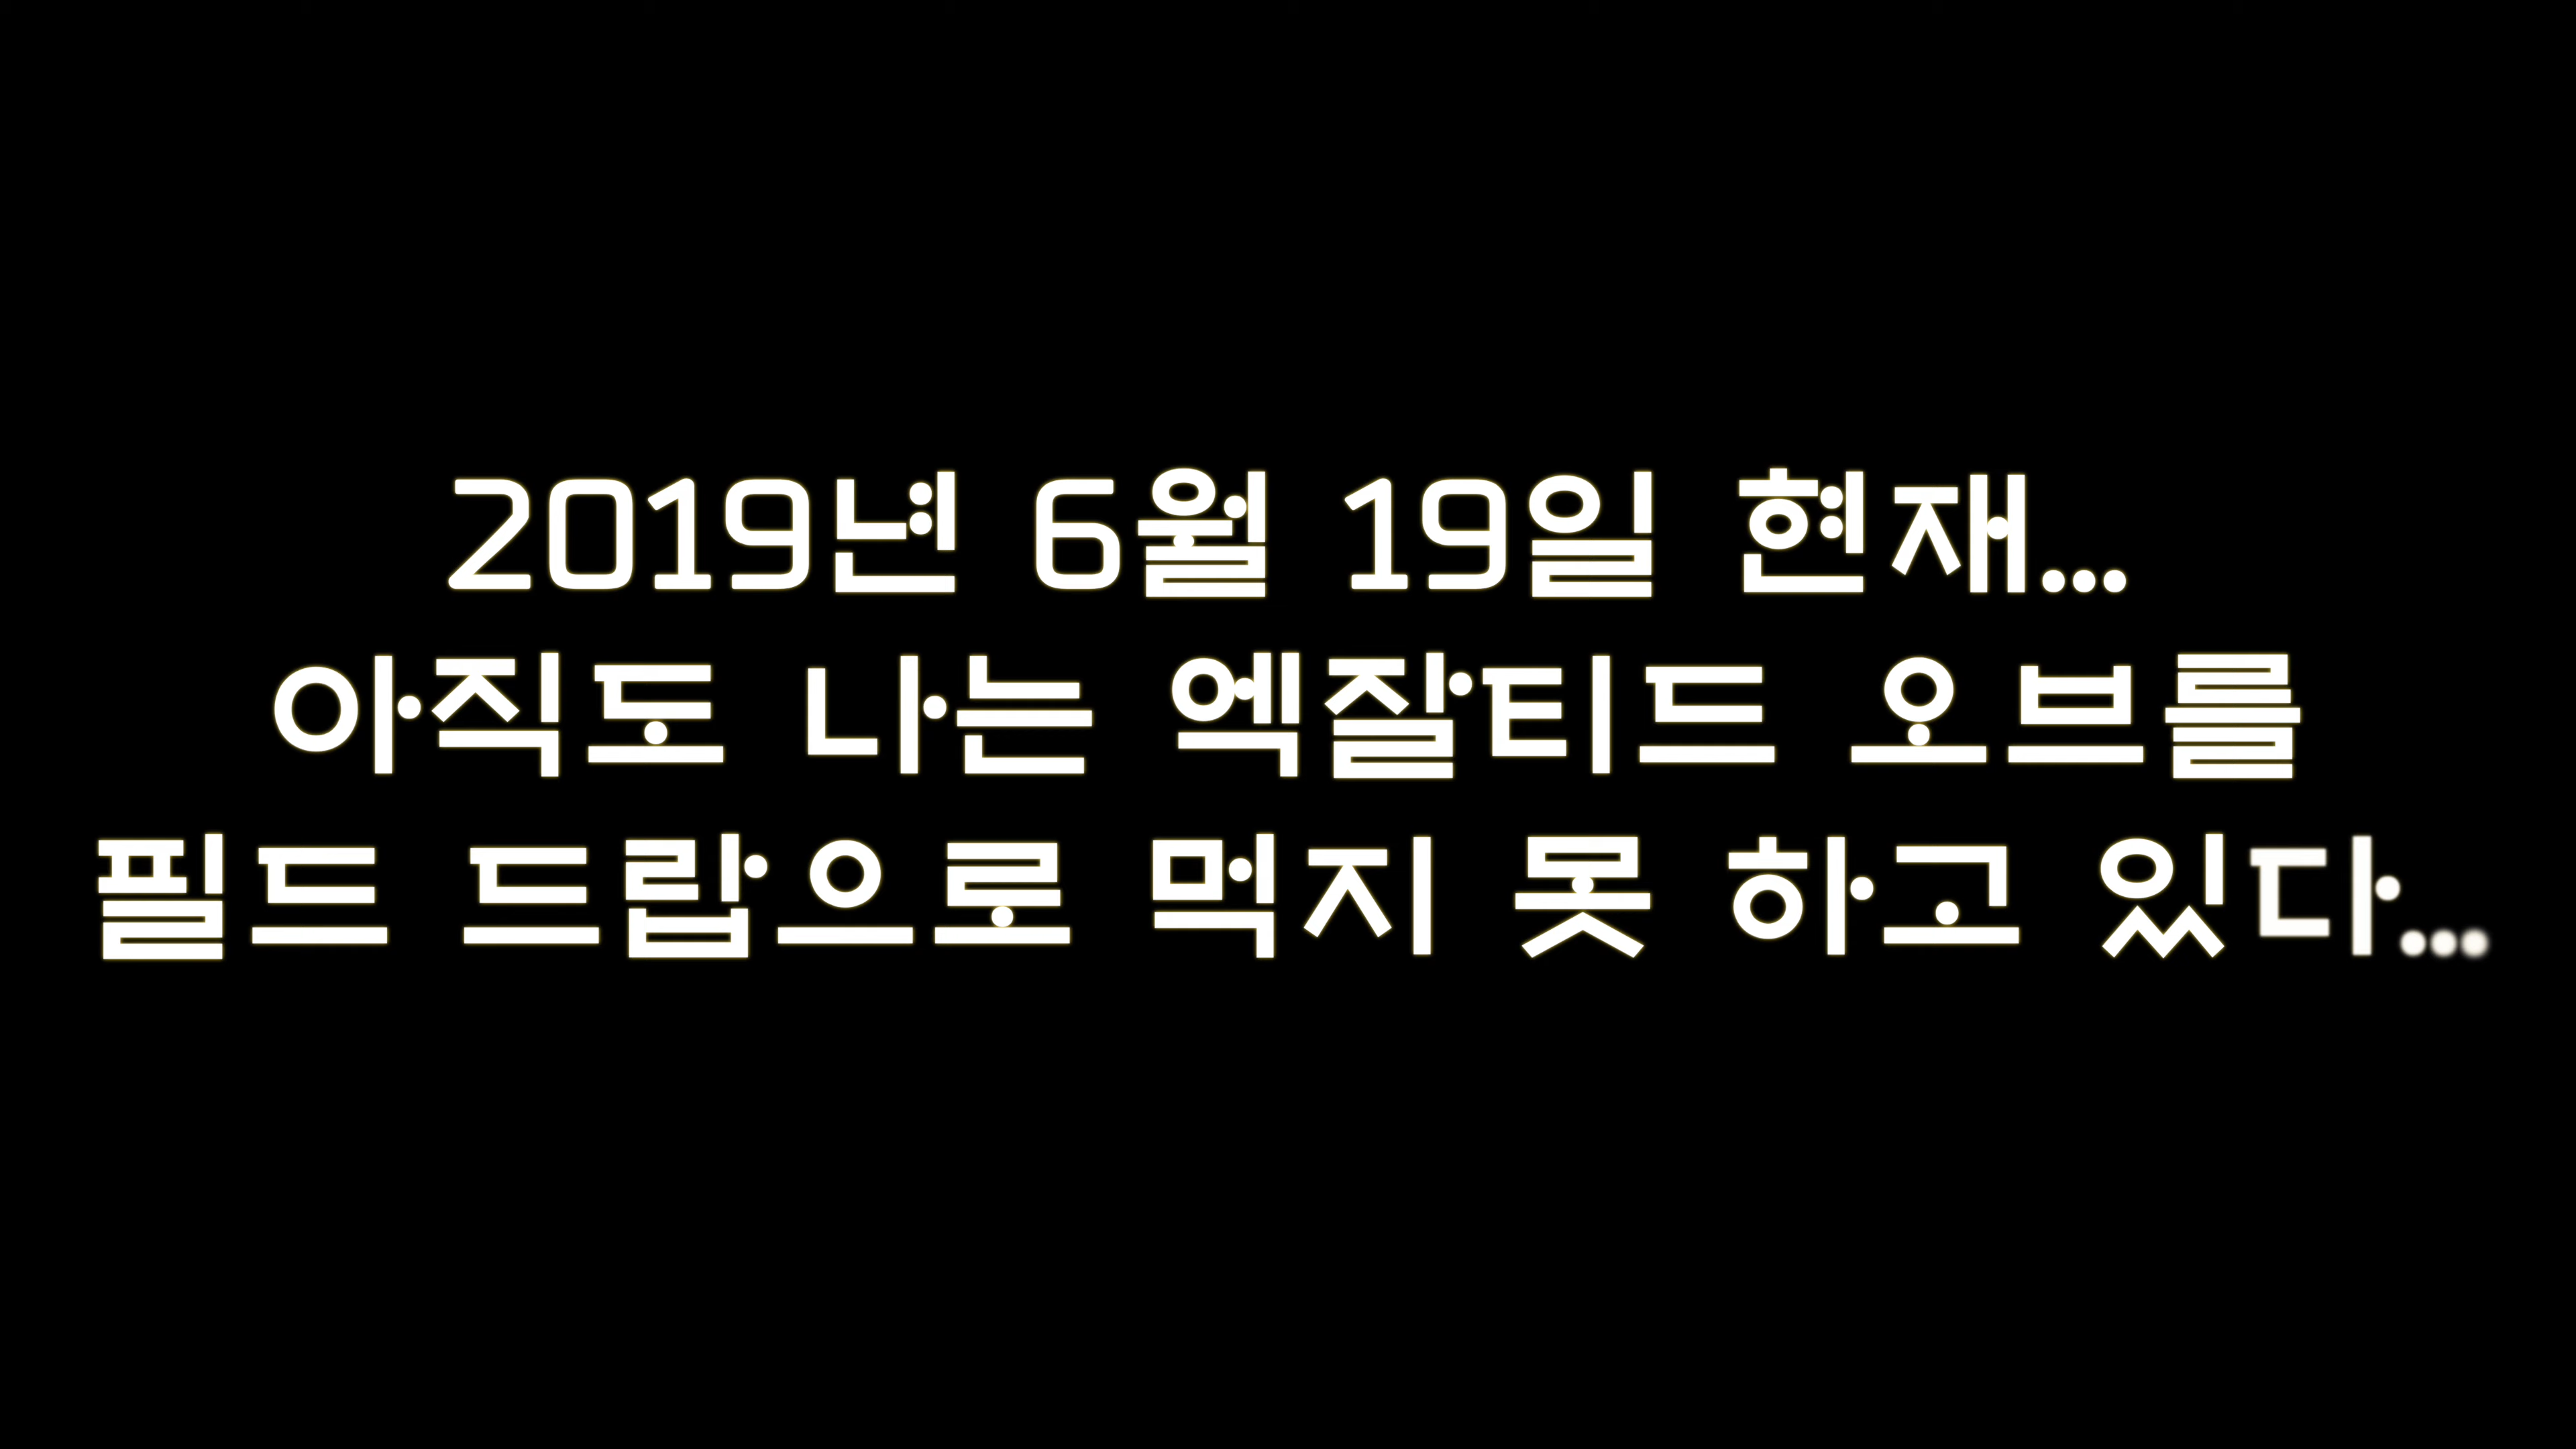 2019년 6월 19일 현재...
아직도 나는 엑잘티드 오브를
필드 드랍으로 먹지 못 하고 있다...